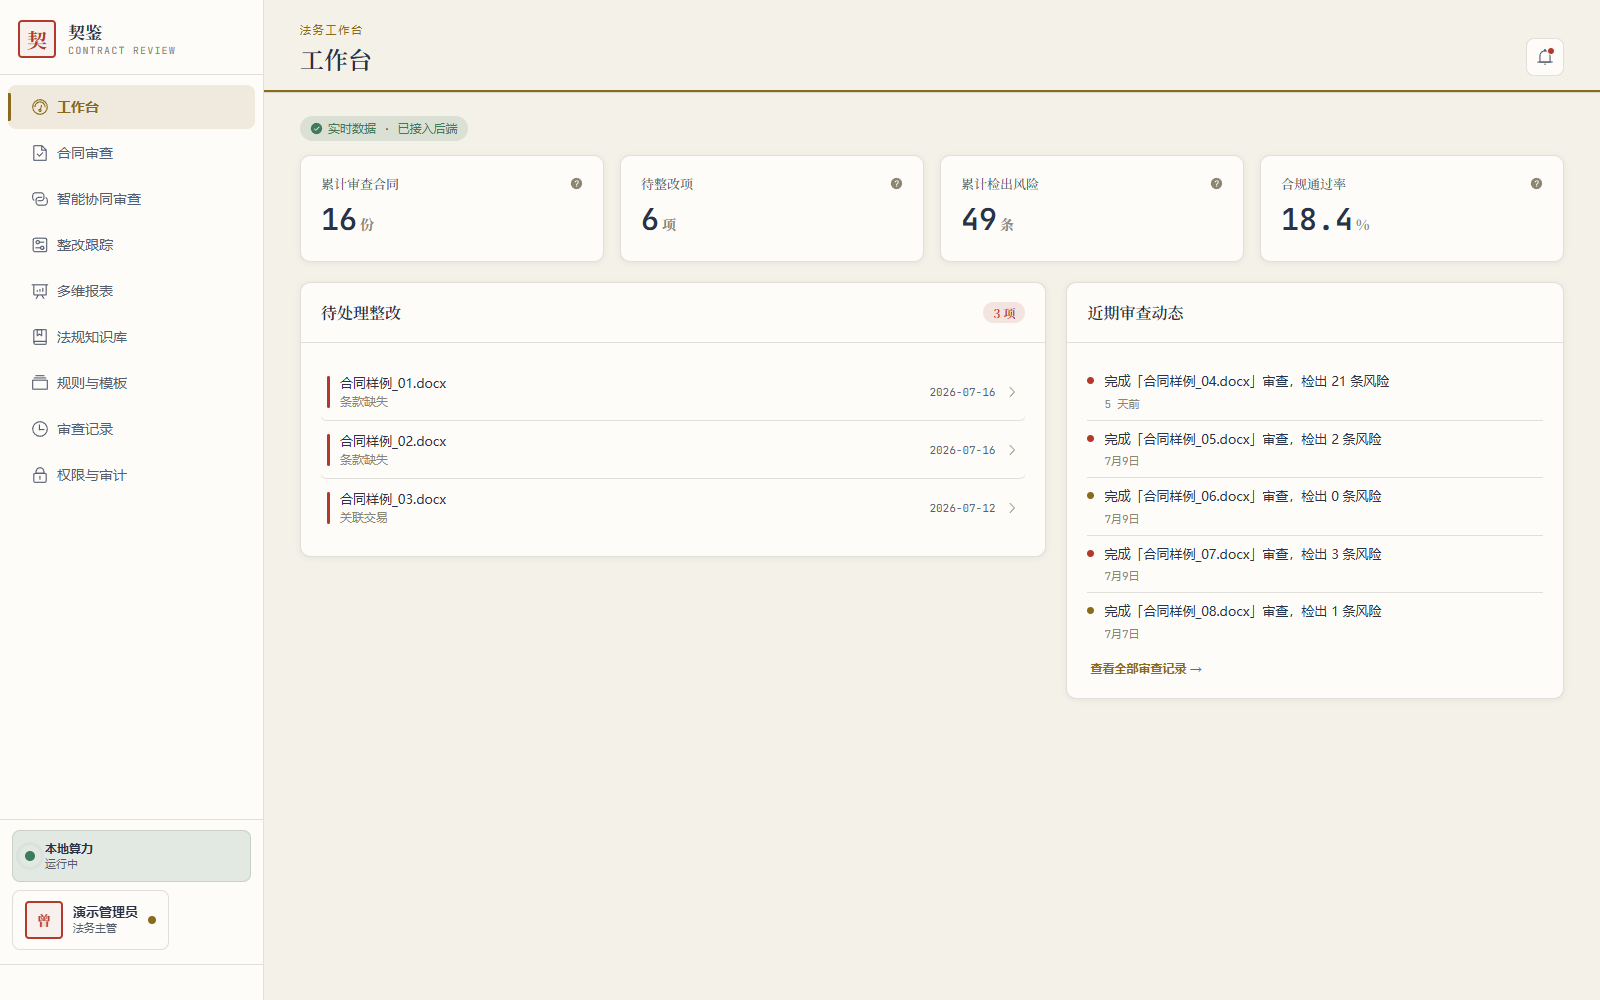 契
契鉴
CONTRACT REVIEW
工作台
合同审查
智能协同审查
整改跟踪
多维报表
法规知识库
规则与模板
审查记录
权限与审计
本地算力
运行中
曾
演示管理员
法务主管
法务工作台
工作台
实时数据 · 已接入后端
累计审查合同
16 份
待整改项
6 项
累计检出风险
49 条
合规通过率
18.4 %
待处理整改
3 项
合同样例_01.docx
条款缺失
2026-07-16
合同样例_02.docx
条款缺失
2026-07-16
合同样例_03.docx
关联交易
2026-07-12
近期审查动态
完成「合同样例_04.docx」审查，检出 21 条风险
5 天前
完成「合同样例_05.docx」审查，检出 2 条风险
7月9日
完成「合同样例_06.docx」审查，检出 0 条风险
7月9日
完成「合同样例_07.docx」审查，检出 3 条风险
7月9日
完成「合同样例_08.docx」审查，检出 1 条风险
7月7日
查看全部审查记录 →